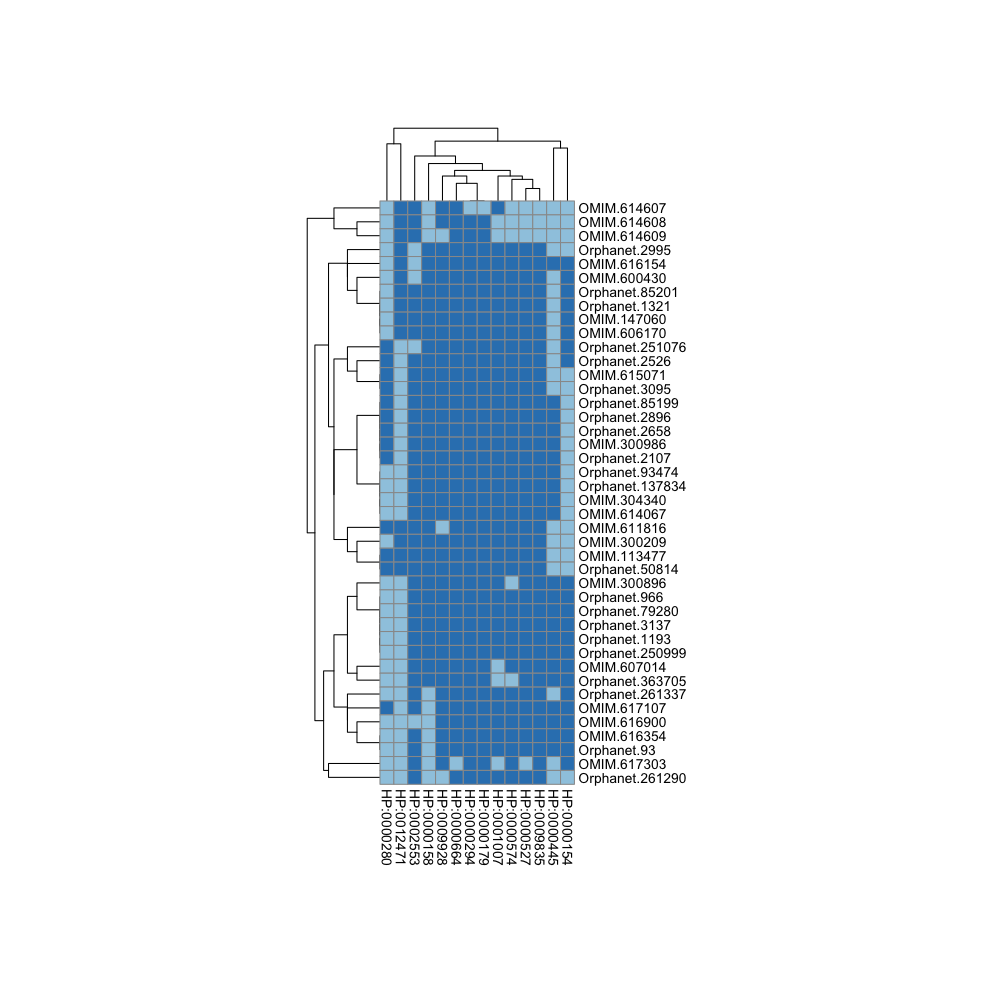 OMIM.614607
OMIM.614608
OMIM.614609
Orphanet.2995
OMIM.616154
OMIM.600430
Orphanet.85201
Orphanet.1321
OMIM.147060
OMIM.606170
Orphanet.251076
Orphanet.2526
OMIM.615071
Orphanet.3095
Orphanet.85199
Orphanet.2896
Orphanet.2658
OMIM.300986
Orphanet.2107
Orphanet.93474
Orphanet.137834
OMIM.304340
OMIM.614067
OMIM.611816
OMIM.300209
OMIM.113477
Orphanet.50814
OMIM.300896
Orphanet.966
Orphanet.79280
Orphanet.3137
Orphanet.1193
Orphanet.250999
OMIM.607014
Orphanet.363705
Orphanet.261337
OMIM.617107
OMIM.616900
OMIM.616354
Orphanet.93
OMIM.617303
Orphanet.261290
HP:0000280
HP:0012471
HP:0002553
HP:0000158
HP:0009928
HP:0000664
HP:0000294
HP:0000179
HP:0001007
HP:0000574
HP:0000527
HP:0009835
HP:0000445
HP:0000154